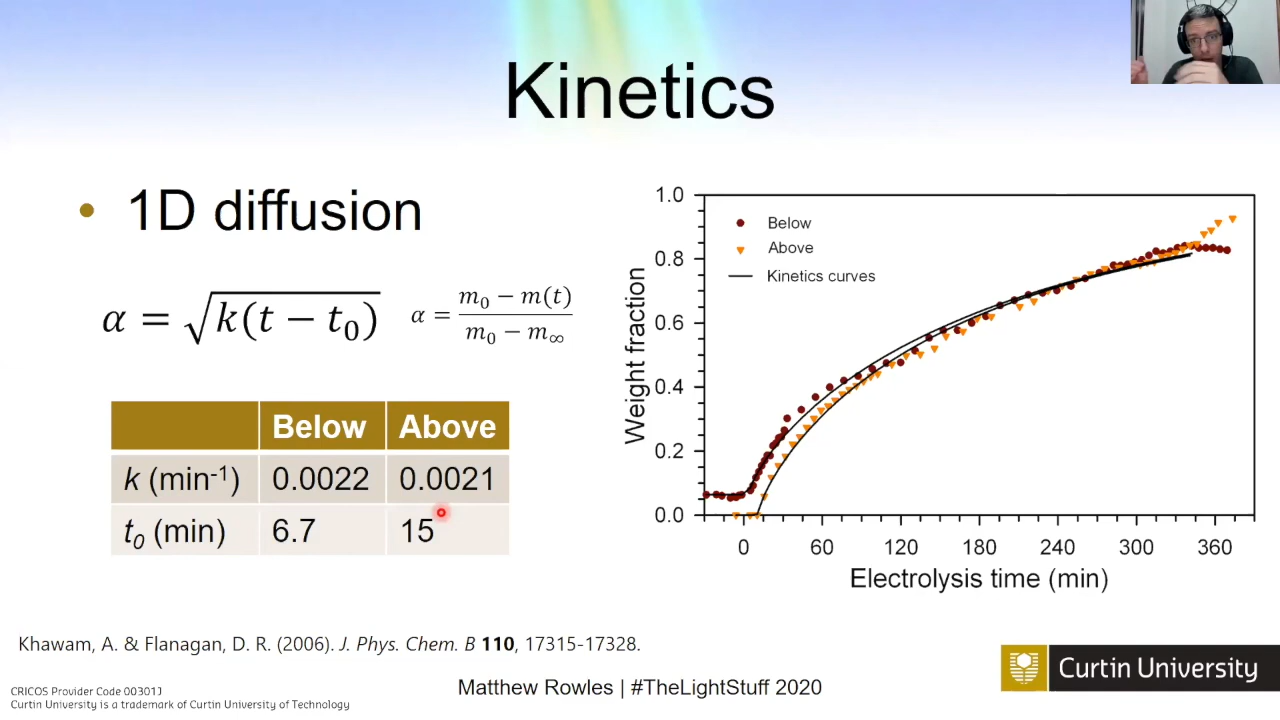 Kinetics
• 1D diffusion
α = √k(t − t₀)
α = m₀ − m(t) / m₀ − m∞
Below Above
k (min⁻¹) 0.0022 0.0021
t₀ (min) 6.7 15
1.0
0.8
0.6
0.4
0.2
0.0
Weight fraction
Below
Above
Kinetics curves
0 60 120 180 240 300 360
Electrolysis time (min)
Khawam, A. & Flanagan, D. R. (2006). J. Phys. Chem. B 110, 17315-17328.
Matthew Rowles | #TheLightStuff 2020
CRICOS Provider Code 00301J
Curtin University is a trademark of Curtin University of Technology
Curtin University